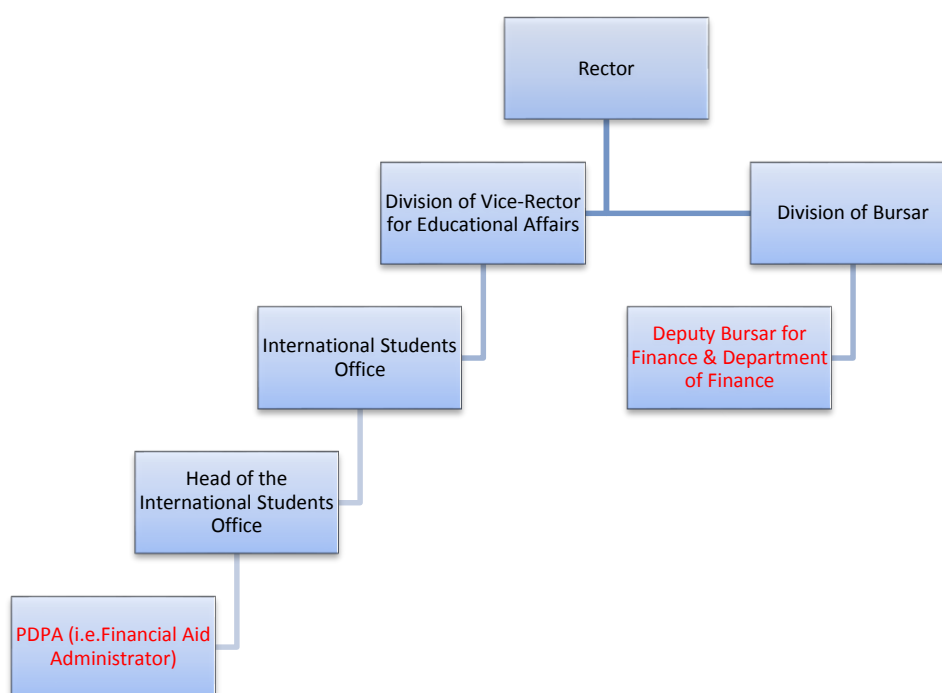 Rector
Division of Vice-Rector
for Educational Affairs
Division of Bursar
International Students
Office
Deputy Bursar for
Finance & Department
of Finance
Head of the
International Students
Office
PDPA (i.e.Financial Aid
Administrator)